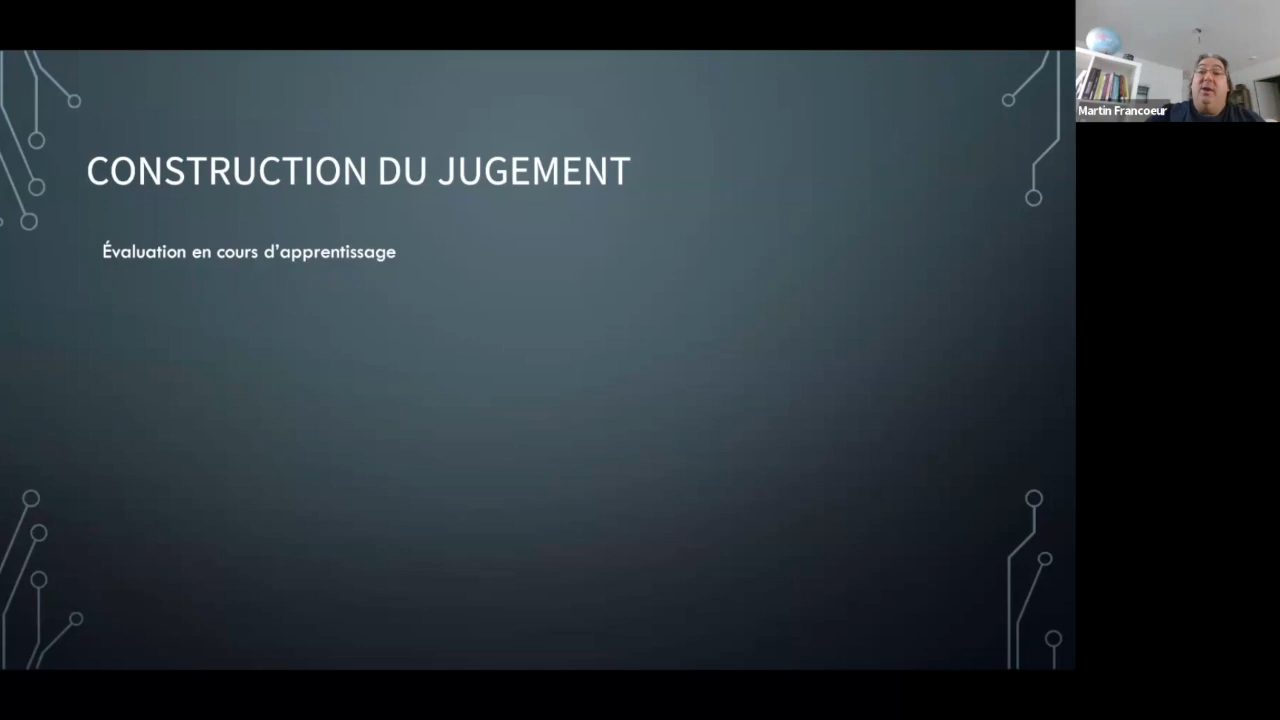 CONSTRUCTION DU JUGEMENT
Évaluation en cours d’apprentissage
Martin Francoeur